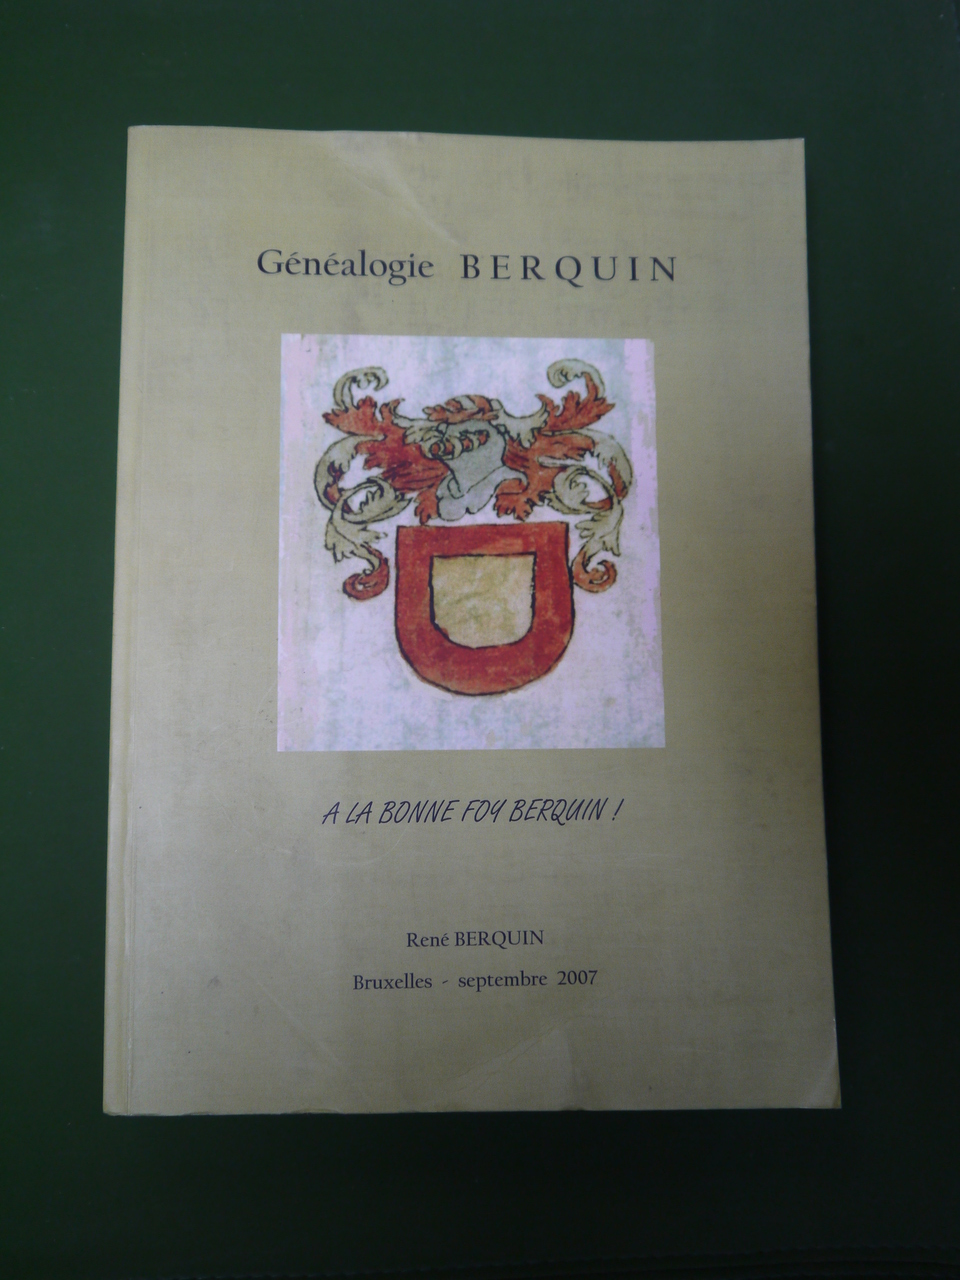 Généalogie BERQUIN
A LA BONNE FOY BERQUIN !
René BERQUIN
Bruxelles - septembre 2007